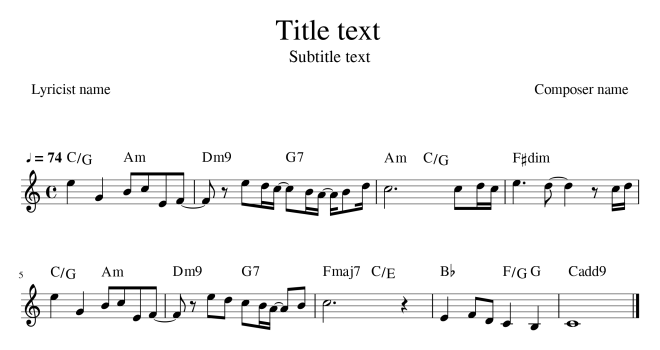 Title text
Subtitle text
Lyricist name Composer name
♩ = 74 C/G Am Dm9 G7 Am C/G F♯dim
5 C/G Am Dm9 G7 Fmaj7 C/E B♭ F/G G Cadd9